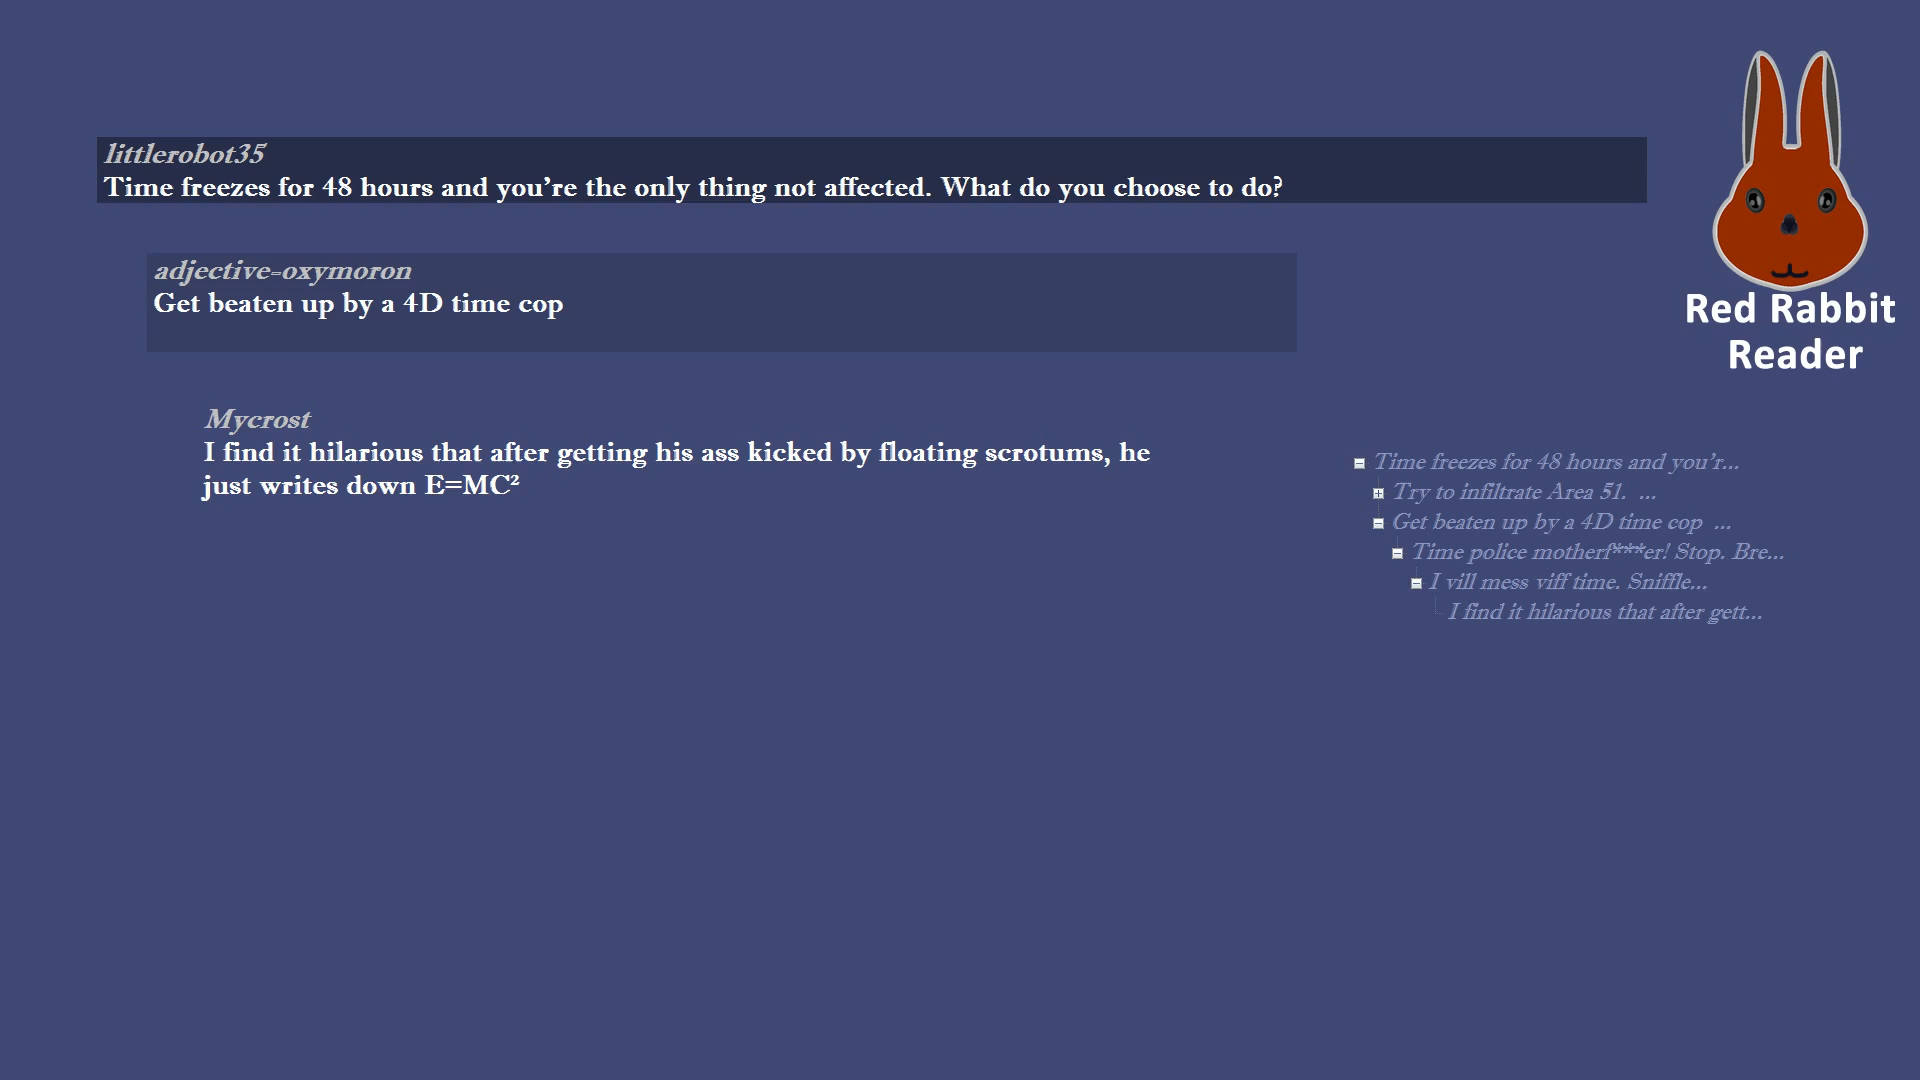 littlerobot35
Time freezes for 48 hours and you're the only thing not affected. What do you choose to do?
adjective-oxymoron
Get beaten up by a 4D time cop
Mycrost
I find it hilarious that after getting his ass kicked by floating scrotums, he
just writes down E=MC²
Red Rabbit
Reader
Time freezes for 48 hours and you'r...
Try to infiltrate Area 51. ...
Get beaten up by a 4D time cop ...
Time police motherf***er! Stop. Bre...
I vill mess viff time. Sniffle...
I find it hilarious that after gett...